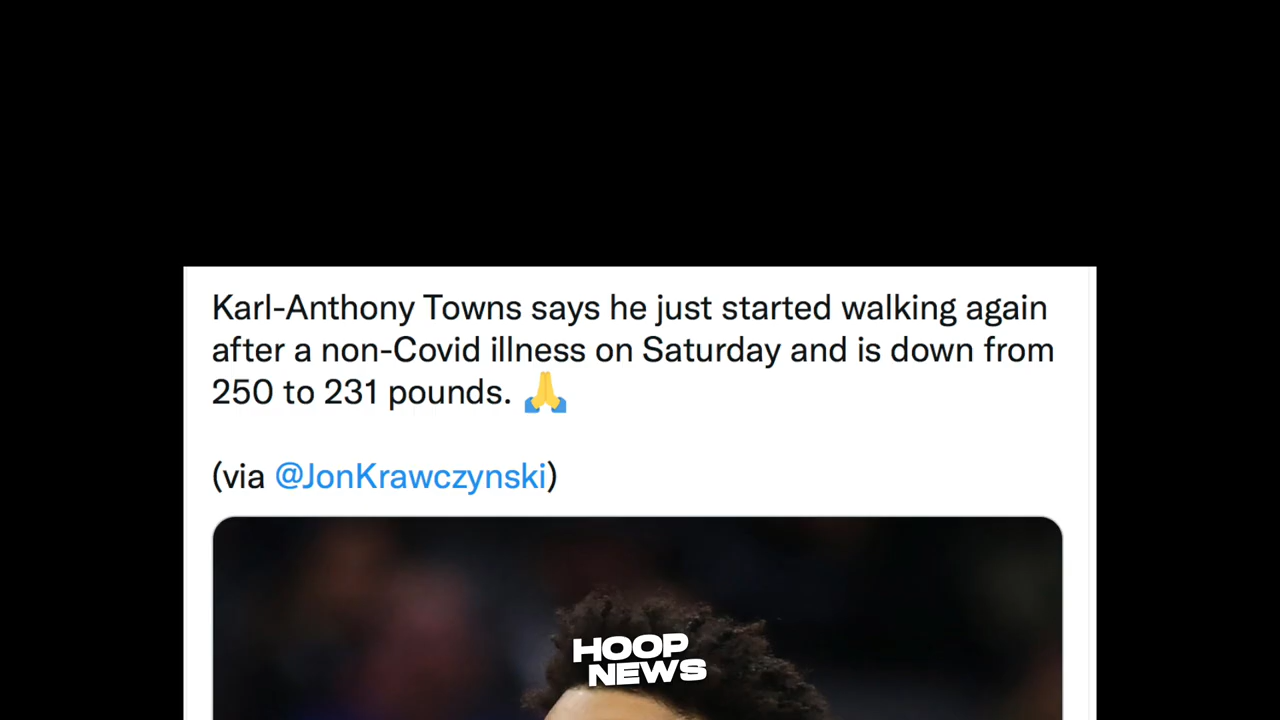 Karl-Anthony Towns says he just started walking again
after a non-Covid illness on Saturday and is down from
250 to 231 pounds. 🙏
(via @JonKrawczynski)
HOOP
NEWS